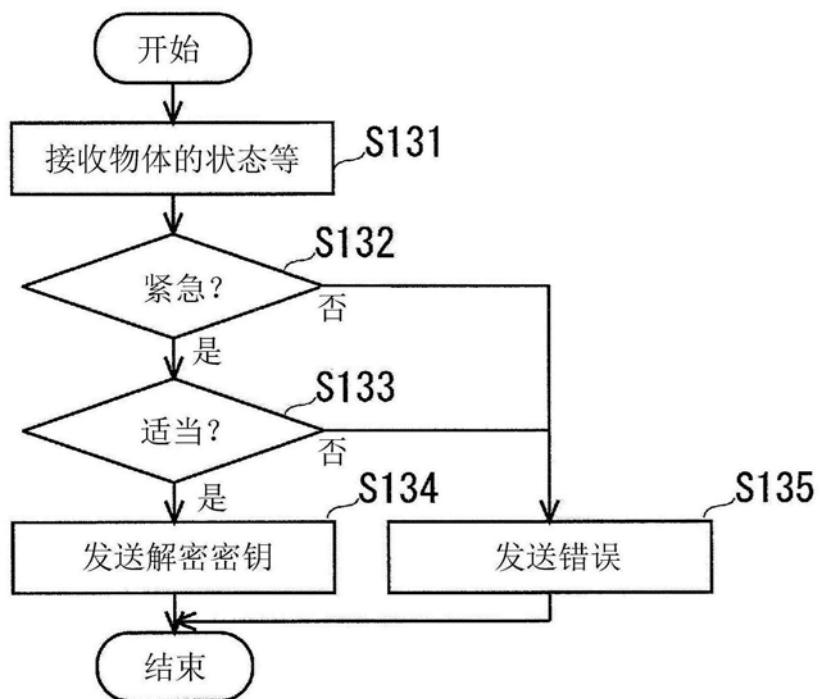 开始
接收物体的状态等
S131
S132
紧急？
否
是
S133
适当？
否
是
S134
S135
发送解密密钥
发送错误
结束